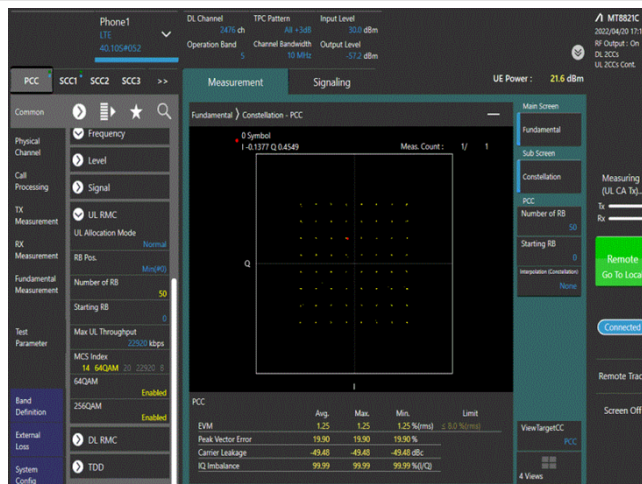 Phone1
LTE
40.105#052
DL Channel
2476 ch
TPC Pattern
All +3dB
Input Level
30.0 dBm
Operation Band
5
Channel Bandwidth
10 MHz
Output Level
-57.2 dBm
MT8821C
2022/04/20 17:1
RF Output : On
DL 2CCs
UL 2CCs Cont.
PCC
SCC1
SCC2
SCC3
>>
Measurement
Signaling
UE Power :
21.6 dBm
Common
Physical
Channel
Call
Processing
TX
Measurement
RX
Measurement
Fundamental
Measurement
Test
Parameter
Band
Definition
External
Loss
System
Config
Frequency
Level
Signal
UL RMC
UL Allocation Mode
Normal
RB Pos.
Min(#0)
Number of RB
50
Starting RB
0
Max UL Throughput
22920 kbps
MCS Index
14 64QAM 20 22920 6
64QAM
Enabled
256QAM
Enabled
DL RMC
TDD
Fundamental > Constellation - PCC
0 Symbol
I -0.1377 Q 0.4549
Meas. Count : 1/ 1
Q
I
PCC
Avg. Max. Min. Limit
EVM 1.25 1.25 1.25 %(rms) ≤ 8.0 %(rms)
Peak Vector Error 19.90 19.90 19.90 %
Carrier Leakage -49.48 -49.48 -49.48 dBc
IQ Imbalance 99.99 99.99 99.99 %(I/Q)
Main Screen
Fundamental
Sub Screen
Constellation
PCC
Number of RB
50
Starting RB
0
Interpolation (Constellation)
None
ViewTargetCC
PCC
4 Views
Measuring
(UL CA Tx)..
Tx
Rx
Remote
Go To Loca
Connected
Remote Trac
Screen Off